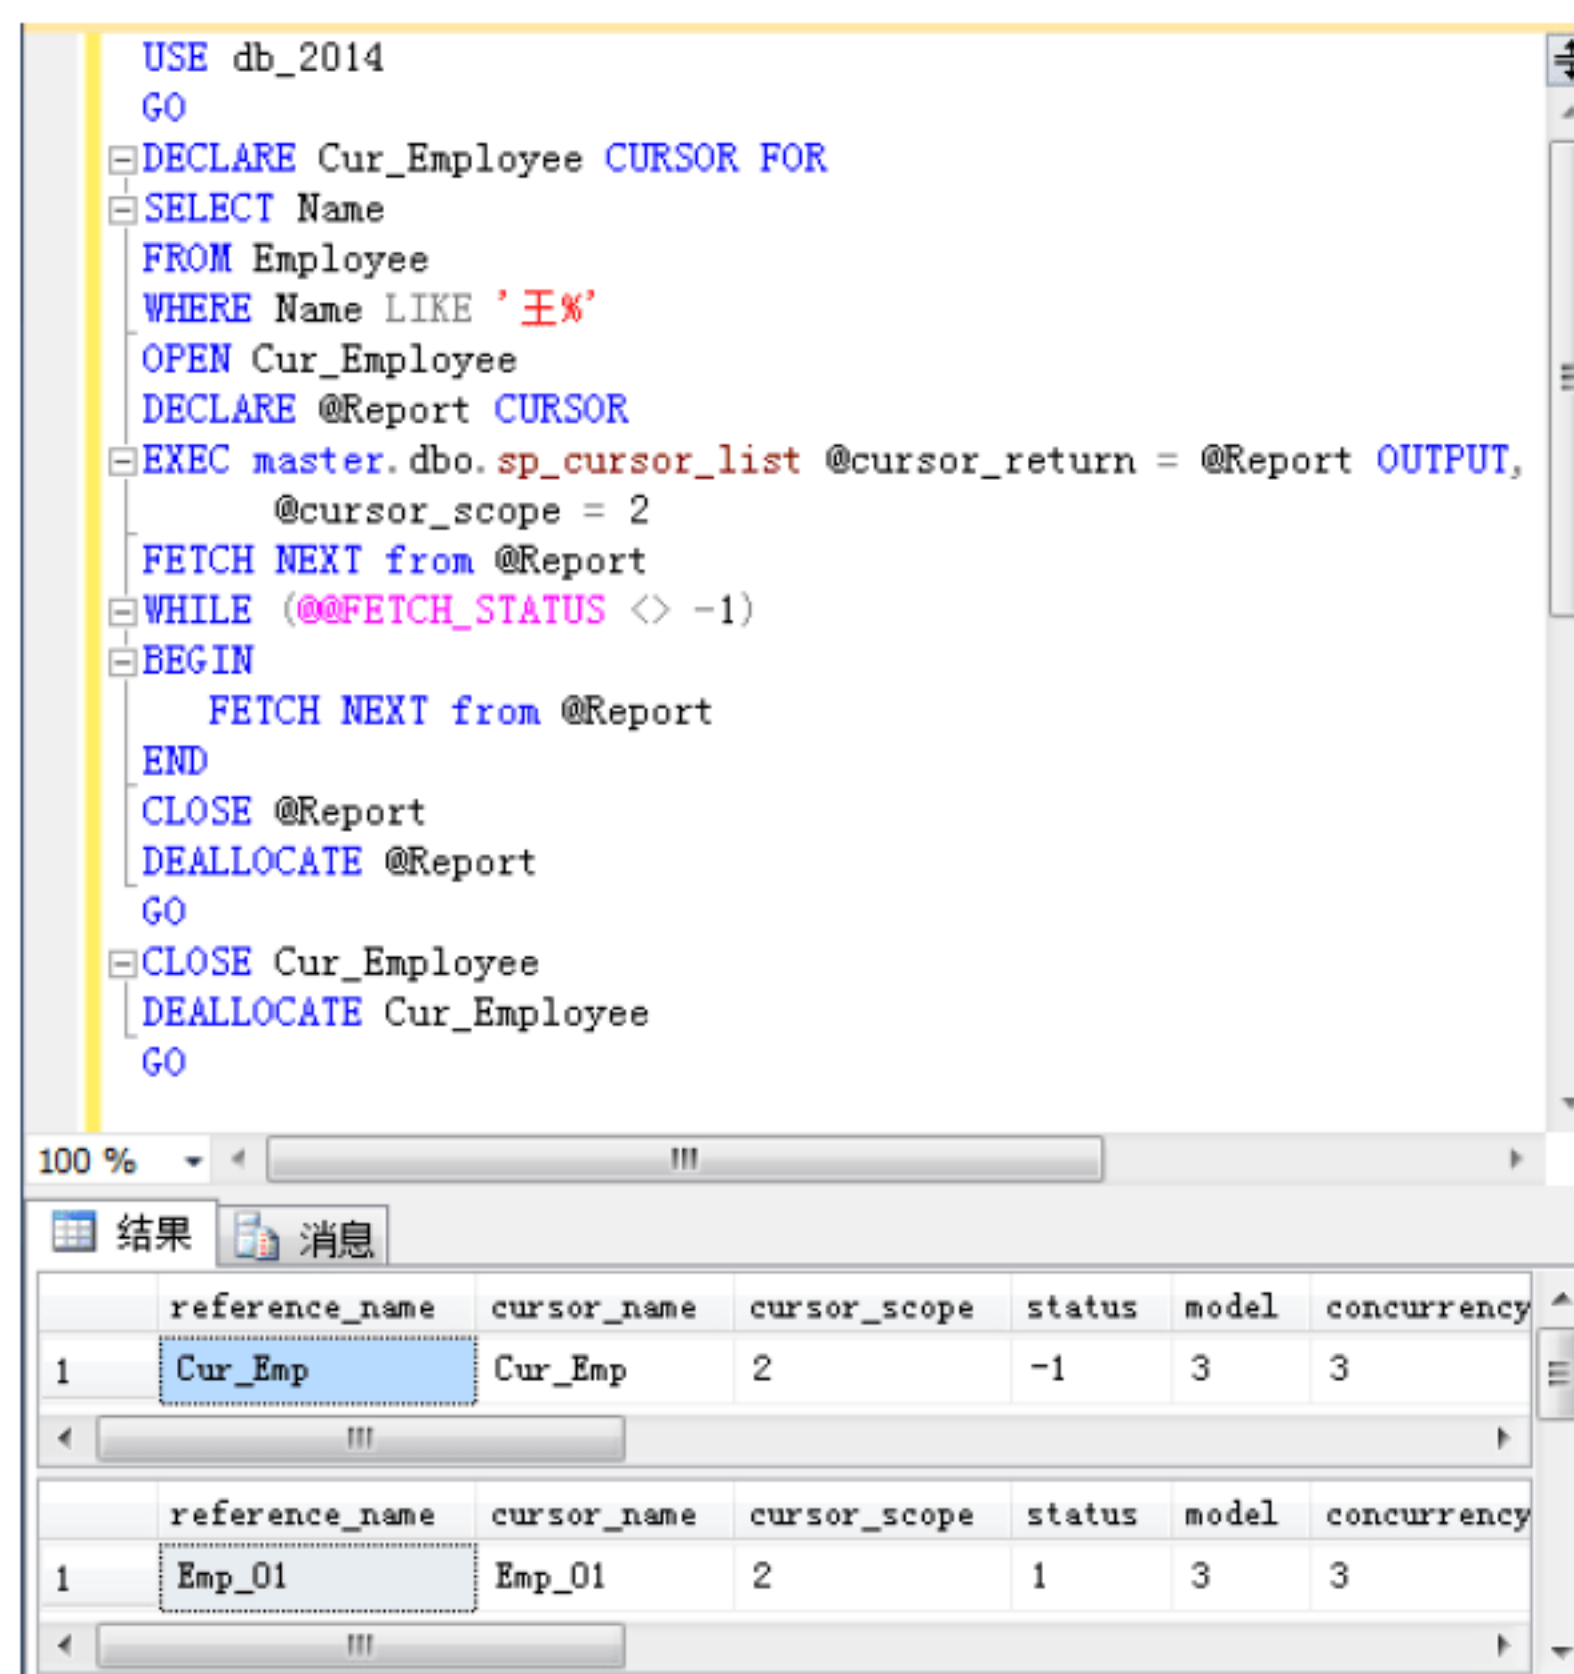 USE db_2014
GO
DECLARE Cur_Employee CURSOR FOR
SELECT Name
FROM Employee
WHERE Name LIKE '王%'
OPEN Cur_Employee
DECLARE @Report CURSOR
EXEC master.dbo.sp_cursor_list @cursor_return = @Report OUTPUT,
@cursor_scope = 2
FETCH NEXT from @Report
WHILE (@@FETCH_STATUS <> -1)
BEGIN
FETCH NEXT from @Report
END
CLOSE @Report
DEALLOCATE @Report
GO
CLOSE Cur_Employee
DEALLOCATE Cur_Employee
GO
100 %
结果 消息
reference_name cursor_name cursor_scope status model concurrency
1 Cur_Emp Cur_Emp 2 -1 3 3
reference_name cursor_name cursor_scope status model concurrency
1 Emp_01 Emp_01 2 1 3 3